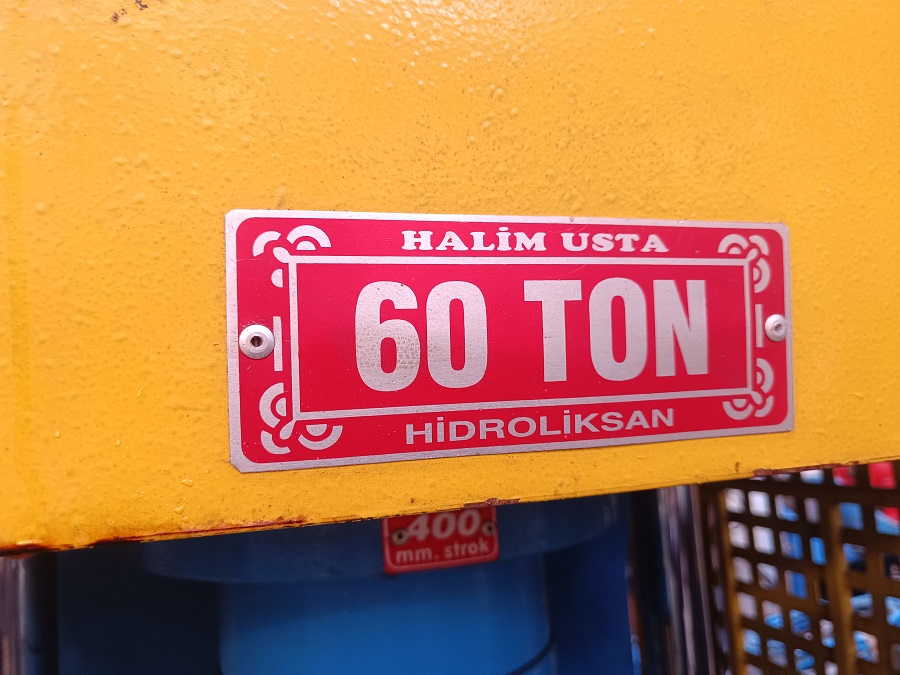 HALİM USTA
60 TON
HİDROLİKSAN
400
mm. strok